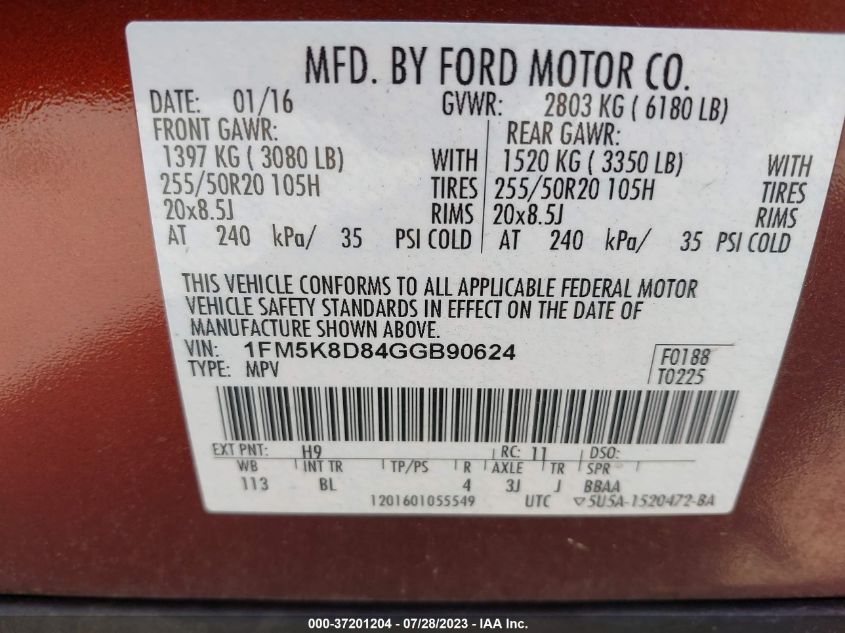 MFD. BY FORD MOTOR CO.
DATE: 01/16 GVWR: 2803 KG ( 6180 LB)
FRONT GAWR: REAR GAWR:
1397 KG ( 3080 LB) WITH 1520 KG ( 3350 LB) WITH
255/50R20 105H TIRES 255/50R20 105H TIRES
20x8.5J RIMS 20x8.5J RIMS
AT 240 kPa/ 35 PSI COLD AT 240 kPa/ 35 PSI COLD
THIS VEHICLE CONFORMS TO ALL APPLICABLE FEDERAL MOTOR
VEHICLE SAFETY STANDARDS IN EFFECT ON THE DATE OF
MANUFACTURE SHOWN ABOVE.
VIN: 1FM5K8D84GGB90624 F0188
TYPE: MPV T0225
EXT PNT: H9 RC: 11 DSO:
WB INT TR TP/PS R AXLE TR SPR
113 BL 4 3J J BBAA
1201601055549 UTC ▽5U5A-1520472-BA
000-37201204 - 07/28/2023 - IAA Inc.